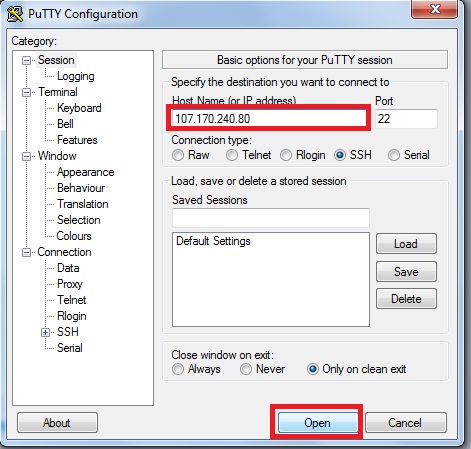 PuTTY Configuration
Category:
Session
Logging
Terminal
Keyboard
Bell
Features
Window
Appearance
Behaviour
Translation
Selection
Colours
Connection
Data
Proxy
Telnet
Rlogin
SSH
Serial
Basic options for your PuTTY session
Specify the destination you want to connect to
Host Name (or IP address) Port
107.170.240.80 22
Connection type:
Raw Telnet Rlogin SSH Serial
Load, save or delete a stored session
Saved Sessions
Default Settings
Load
Save
Delete
Close window on exit:
Always Never Only on clean exit
About Open Cancel